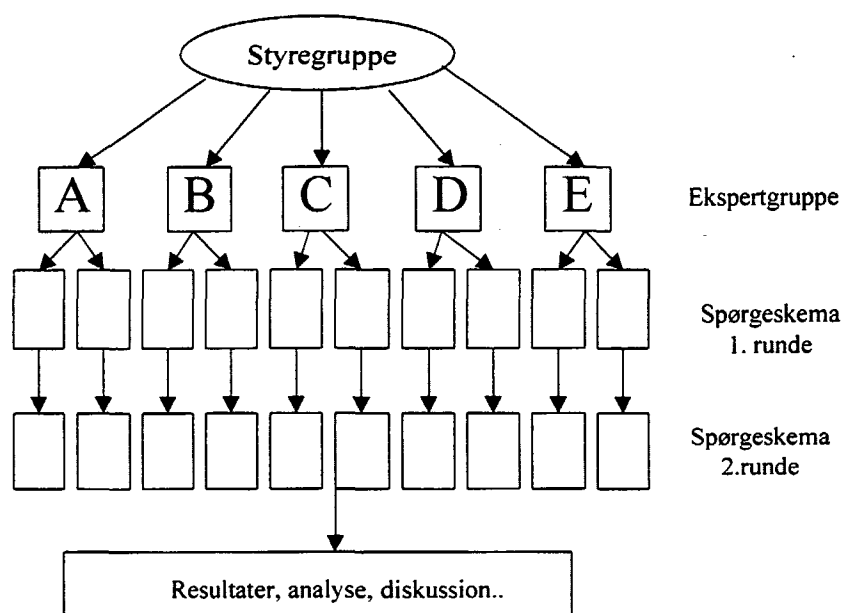 Styregruppe
A B C D E
Ekspertgruppe
Spørgeskema
1. runde
Spørgeskema
2.runde
Resultater, analyse, diskussion..